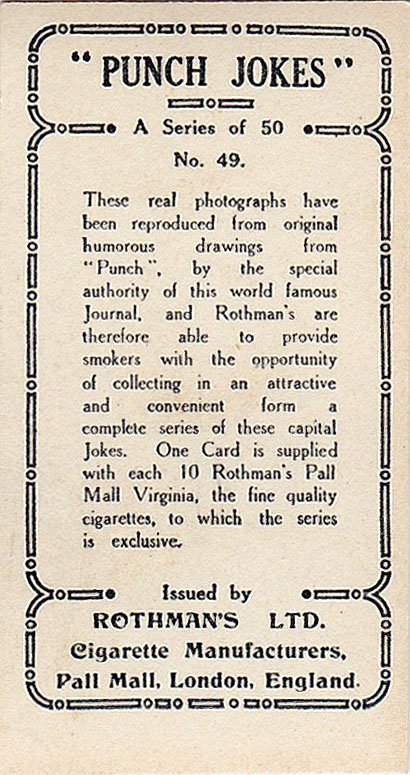 "PUNCH JOKES"
A Series of 50
No. 49.
These real photographs have
been reproduced from original
humorous drawings from
"Punch", by the special
authority of this world famous
Journal, and Rothman's are
therefore able to provide
smokers with the opportunity
of collecting in an attractive
and convenient form a
complete series of these capital
Jokes. One Card is supplied
with each 10 Rothman's Pall
Mall Virginia, the fine quality
cigarettes, to which the series
is exclusive.
Issued by
ROTHMAN'S LTD.
Cigarette Manufacturers,
Pall Mall, London, England.